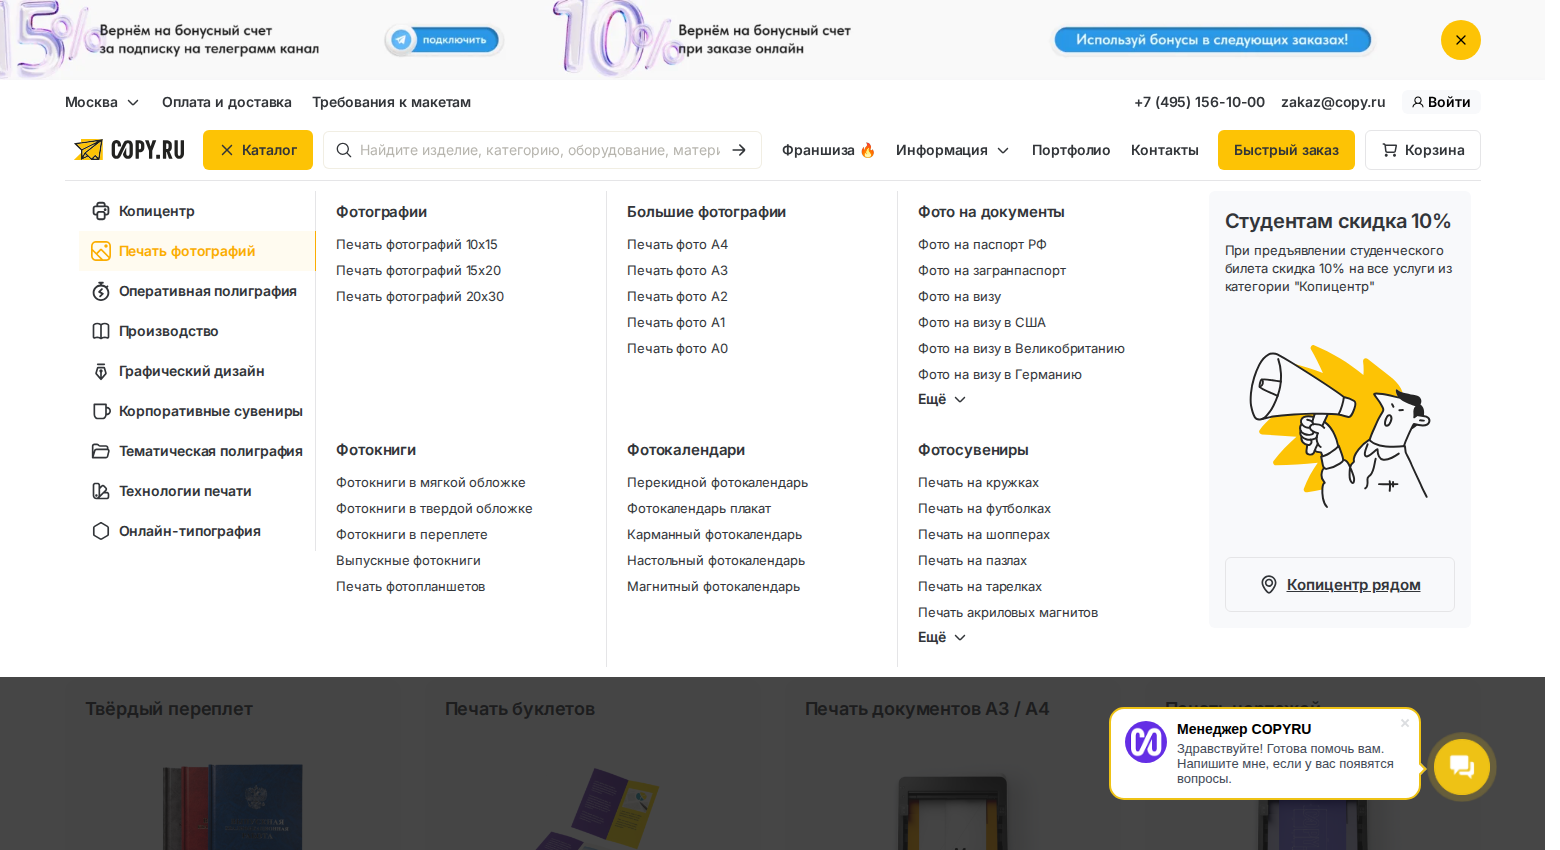 15%
Вернём на бонусный счет
за подписку на телеграмм канал
подключить
10%
Вернём на бонусный счет
при заказе онлайн
Используй бонусы в следующих заказах!
Москва
Оплата и доставка
Требования к макетам
+7 (495) 156-10-00
zakaz@copy.ru
Войти
COPY.RU
Каталог
Найдите изделие, категорию, оборудование, матери
Франшиза 🔥
Информация
Портфолио
Контакты
Быстрый заказ
Корзина
Копицентр
Печать фотографий
Оперативная полиграфия
Производство
Графический дизайн
Корпоративные сувениры
Тематическая полиграфия
Технологии печати
Онлайн-типография
Фотографии
Печать фотографий 10х15
Печать фотографий 15х20
Печать фотографий 20х30
Большие фотографии
Печать фото А4
Печать фото А3
Печать фото А2
Печать фото А1
Печать фото А0
Фото на документы
Фото на паспорт РФ
Фото на загранпаспорт
Фото на визу
Фото на визу в США
Фото на визу в Великобританию
Фото на визу в Германию
Ещё
Фотокниги
Фотокниги в мягкой обложке
Фотокниги в твердой обложке
Фотокниги в переплете
Выпускные фотокниги
Печать фотопланшетов
Фотокалендари
Перекидной фотокалендарь
Фотокалендарь плакат
Карманный фотокалендарь
Настольный фотокалендарь
Магнитный фотокалендарь
Фотосувениры
Печать на кружках
Печать на футболках
Печать на шопперах
Печать на пазлах
Печать на тарелках
Печать акриловых магнитов
Ещё
Студентам скидка 10%
При предъявлении студенческого
билета скидка 10% на все услуги из
категории "Копицентр"
Копицентр рядом
Твёрдый переплет
Печать буклетов
Печать документов А3 / А4
Менеджер COPYRU
Здравствуйте! Готова помочь вам.
Напишите мне, если у вас появятся
вопросы.